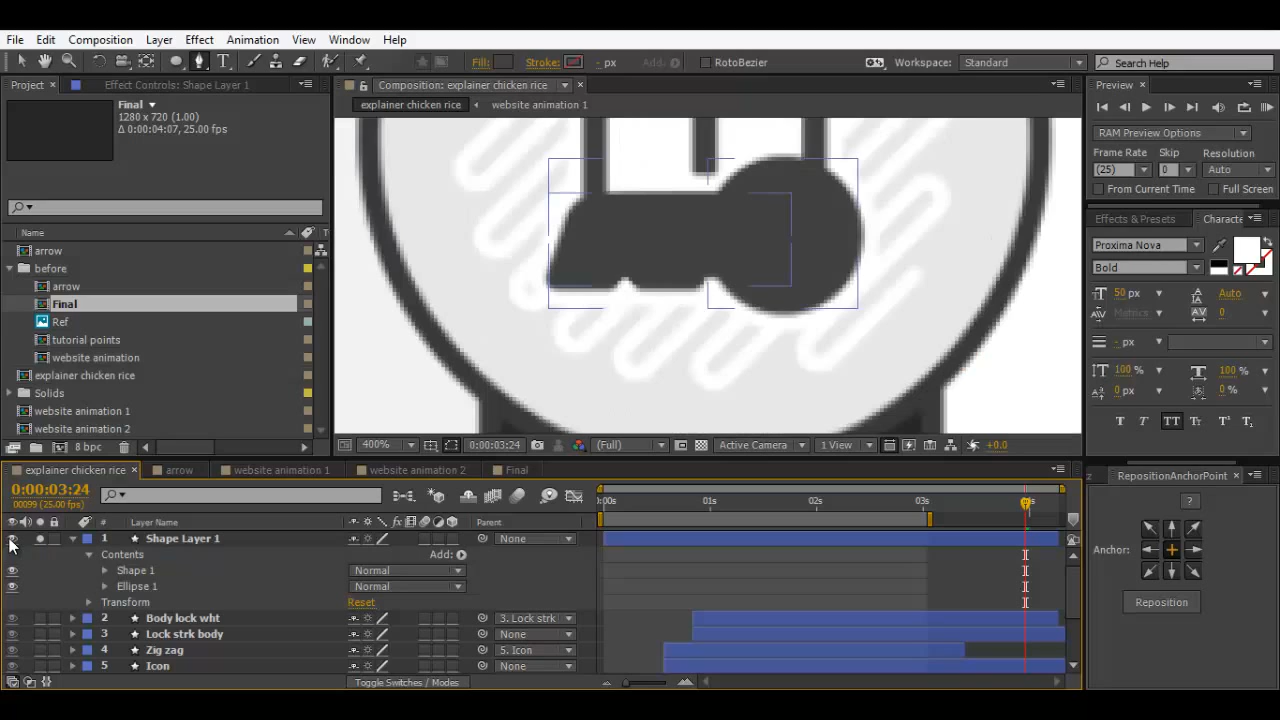 File Edit Composition Layer Effect Animation View Window Help
Fill: Stroke: - px Add: RotoBezier Workspace: Standard Search Help
Project × Effect Controls: Shape Layer 1 Composition: explainer chicken rice × Preview ×
Final explainer chicken rice website animation 1
1280 x 720 (1.00)
Δ 0:00:04:07, 25.00 fps
RAM Preview Options
Frame Rate Skip Resolution
(25) 0 Auto
From Current Time Full Screen
Effects & Presets Characte
Name
arrow
before
arrow
Final
Ref
tutorial points
website animation
explainer chicken rice
Solids
website animation 1
website animation 2
Proxima Nova
Bold
50 px Auto
Metrics 0
- px
100 % 100 %
0 px 0 %
T T TT Tr T T
8 bpc
400% 0:00:03:24 (Full) Active Camera 1 View +0.0
explainer chicken rice × arrow website animation 1 website animation 2 Final
0:00:03:24
00099 (25.00 fps)
:00s 01s 02s 03s
# Layer Name fx Parent
1 Shape Layer 1 None
Contents Add:
Shape 1 Normal
Ellipse 1 Normal
Transform Reset
2 Body lock wht 3. Lock strk
3 Lock strk body None
4 Zig zag 5. Icon
5 Icon None
Toggle Switches / Modes
RepositionAnchorPoint ×
?
Anchor:
Reposition